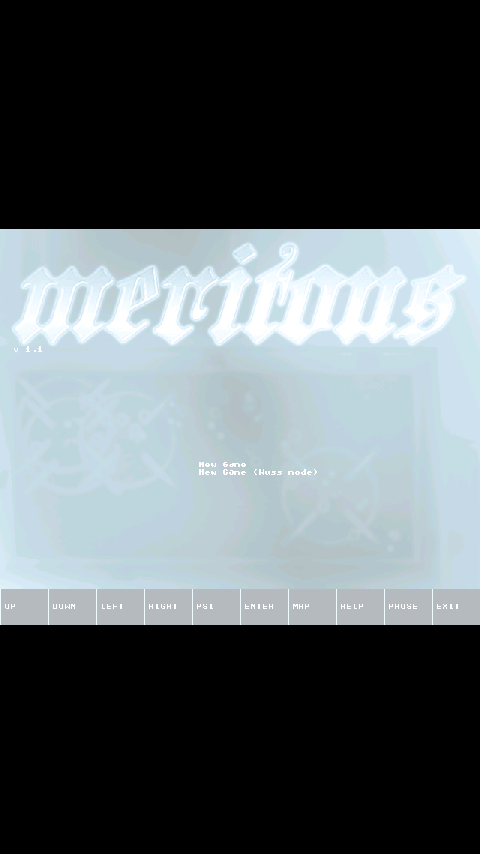 meritous
v 1.1
New Game
New Game (Wuss mode)
UP DOWN LEFT RIGHT PSI ENTER MAP HELP PAUSE EXIT